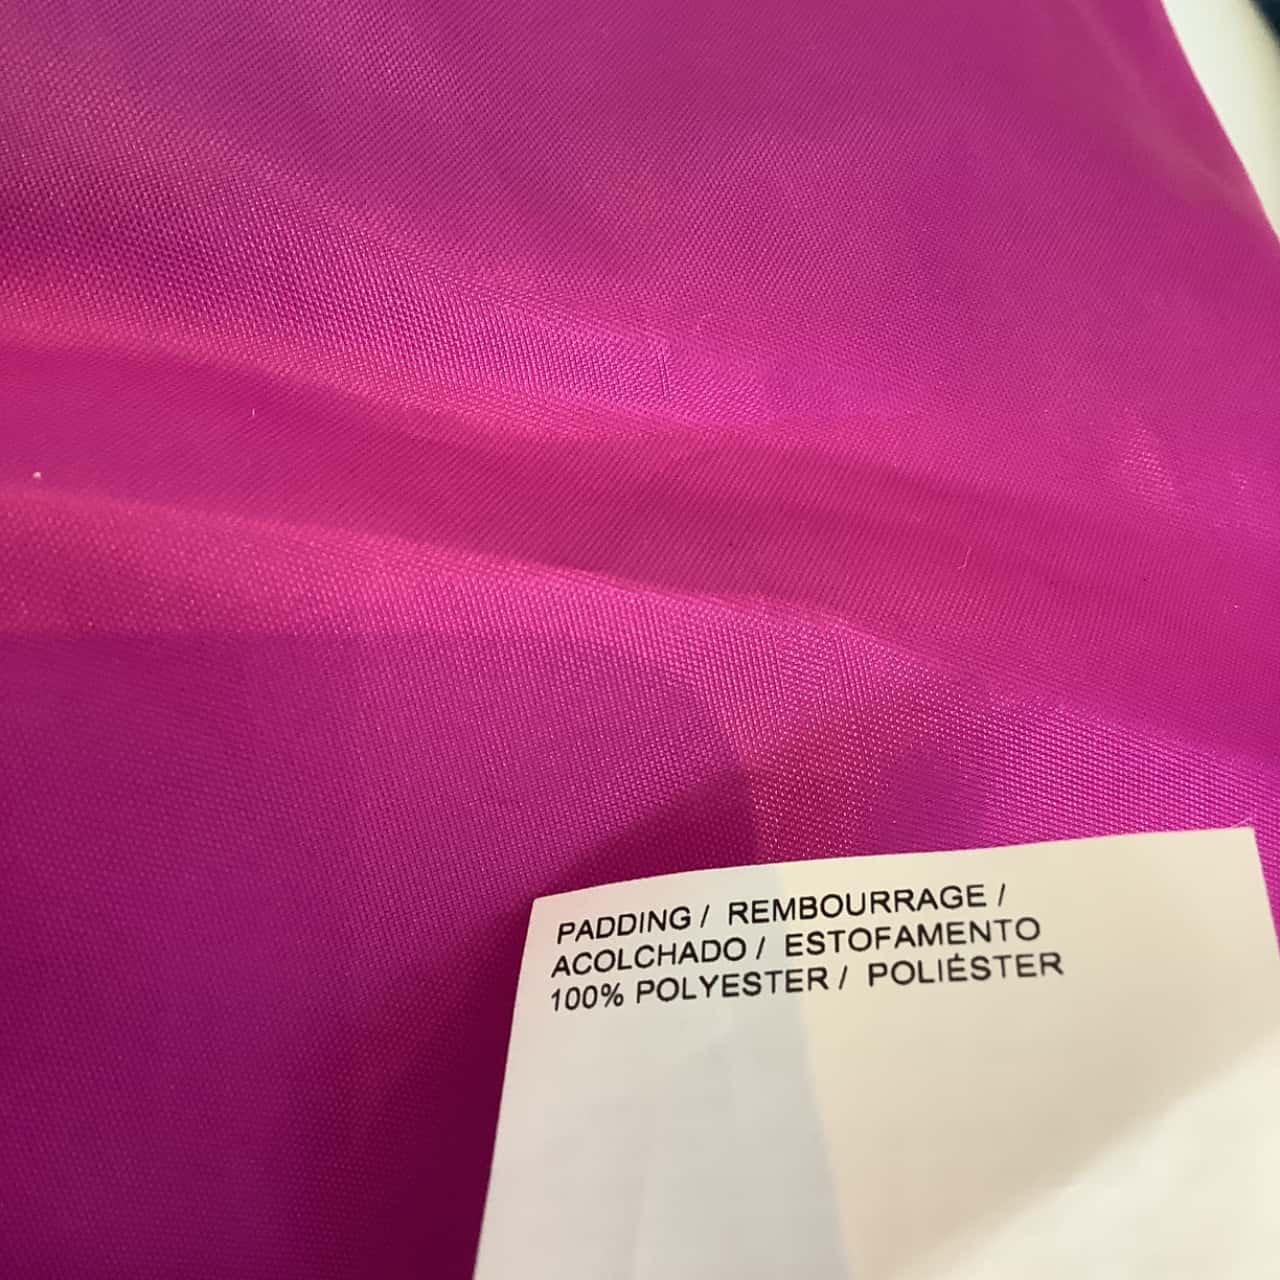 PADDING / REMBOURRAGE /
ACOLCHADO / ESTOFAMENTO
100% POLYESTER / POLIÉSTER